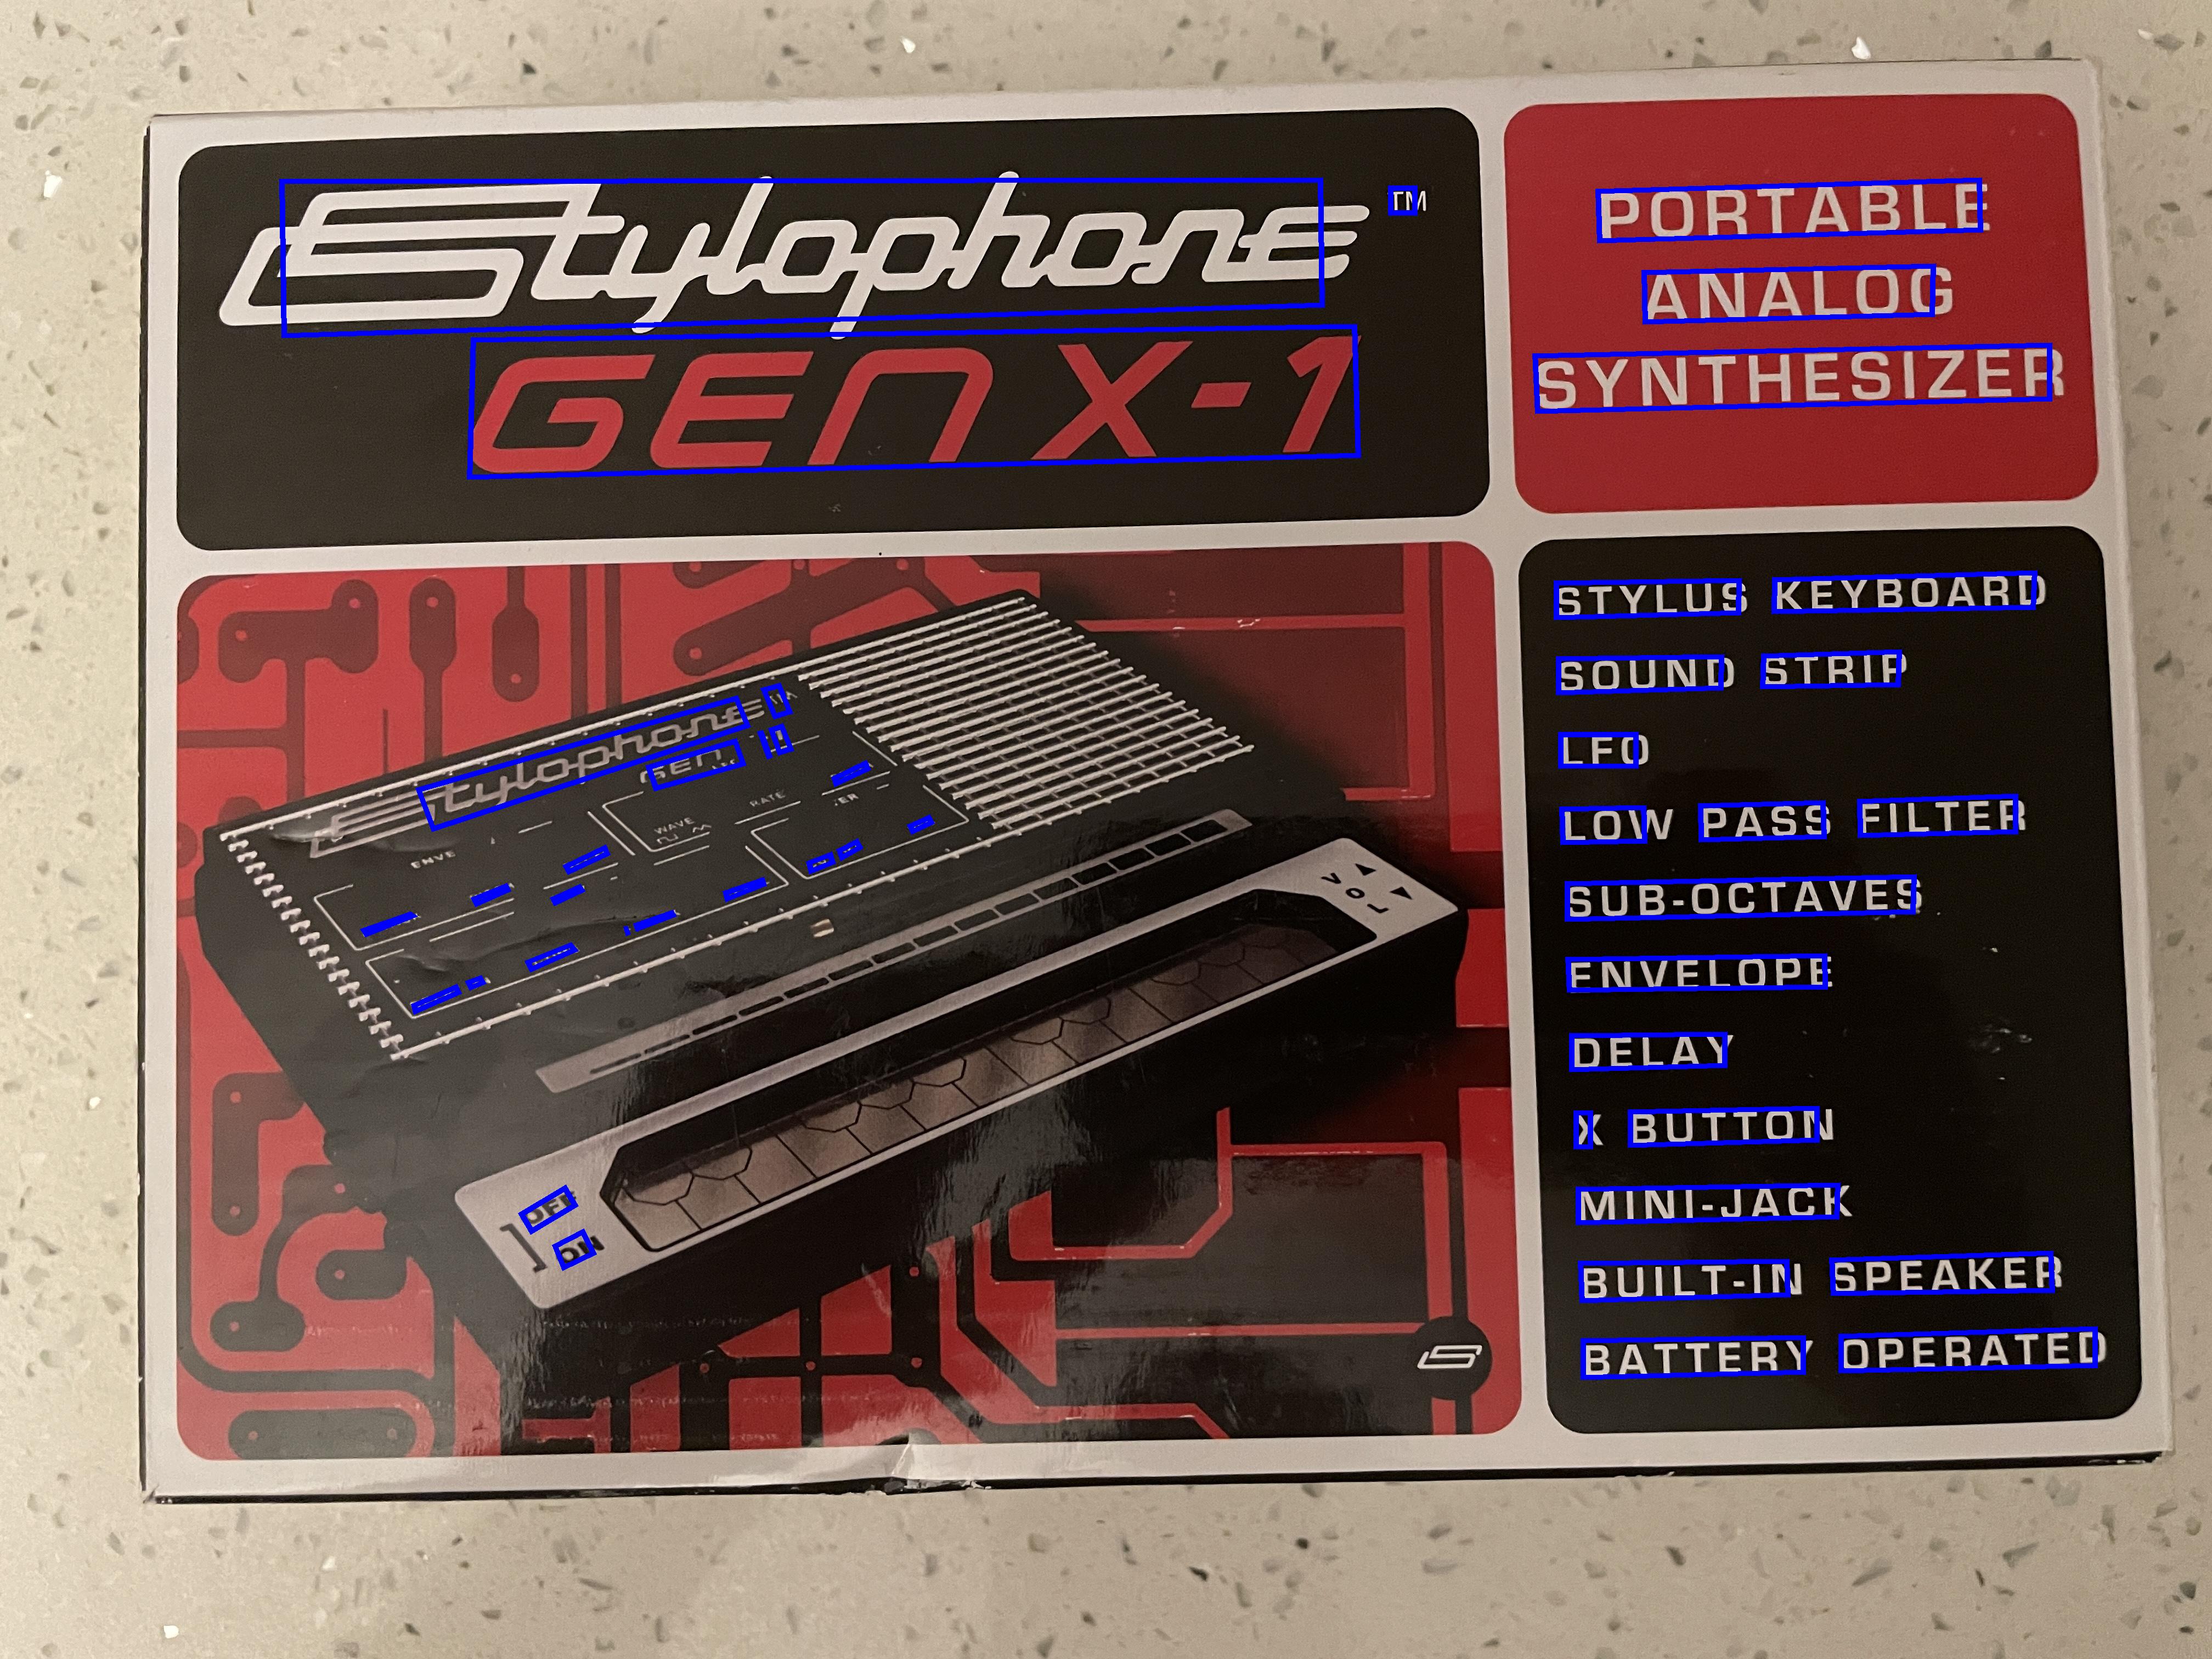 Stylophone™
GEN X-1
PORTABLE
ANALOG
SYNTHESIZER
STYLUS KEYBOARD
SOUND STRIP
LFO
LOW PASS FILTER
SUB-OCTAVES
ENVELOPE
DELAY
X BUTTON
MINI-JACK
BUILT-IN SPEAKER
BATTERY OPERATED
Stylophone
GEN
RATE
WAVE
VOL
OFF
ON